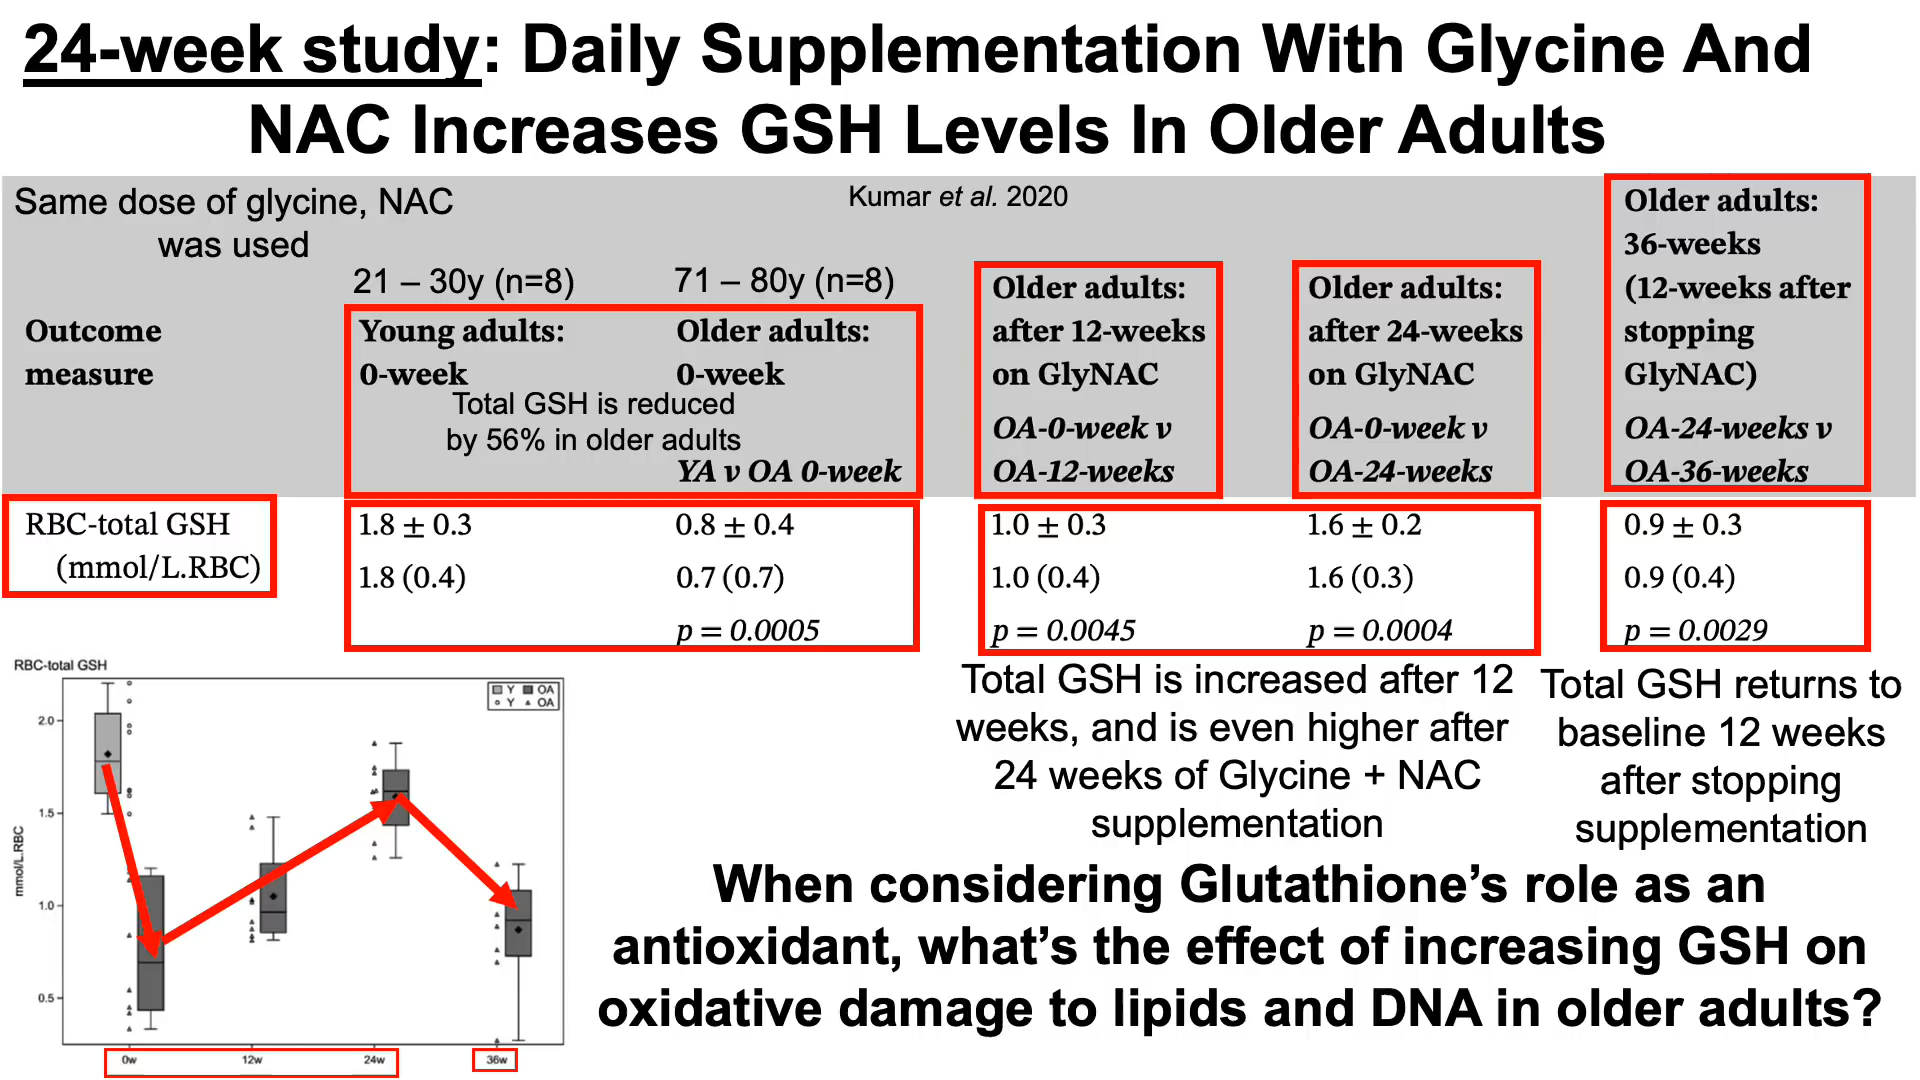 24-week study: Daily Supplementation With Glycine And
NAC Increases GSH Levels In Older Adults
Same dose of glycine, NAC
was used
Kumar et al. 2020
21 – 30y (n=8)
71 – 80y (n=8)
Outcome
measure
Young adults:
0-week
Older adults:
0-week
Total GSH is reduced
by 56% in older adults
YA v OA 0-week
Older adults:
after 12-weeks
on GlyNAC
OA-0-week v
OA-12-weeks
Older adults:
after 24-weeks
on GlyNAC
OA-0-week v
OA-24-weeks
Older adults:
36-weeks
(12-weeks after
stopping
GlyNAC)
OA-24-weeks v
OA-36-weeks
RBC-total GSH
(mmol/L.RBC)
1.8 ± 0.3
1.8 (0.4)
0.8 ± 0.4
0.7 (0.7)
p = 0.0005
1.0 ± 0.3
1.0 (0.4)
p = 0.0045
1.6 ± 0.2
1.6 (0.3)
p = 0.0004
0.9 ± 0.3
0.9 (0.4)
p = 0.0029
Total GSH is increased after 12
weeks, and is even higher after
24 weeks of Glycine + NAC
supplementation
Total GSH returns to
baseline 12 weeks
after stopping
supplementation
RBC-total GSH
Y OA
Y OA
2.0
1.5
1.0
0.5
mmol/L.RBC
0w 12w 24w 36w
When considering Glutathione’s role as an
antioxidant, what’s the effect of increasing GSH on
oxidative damage to lipids and DNA in older adults?